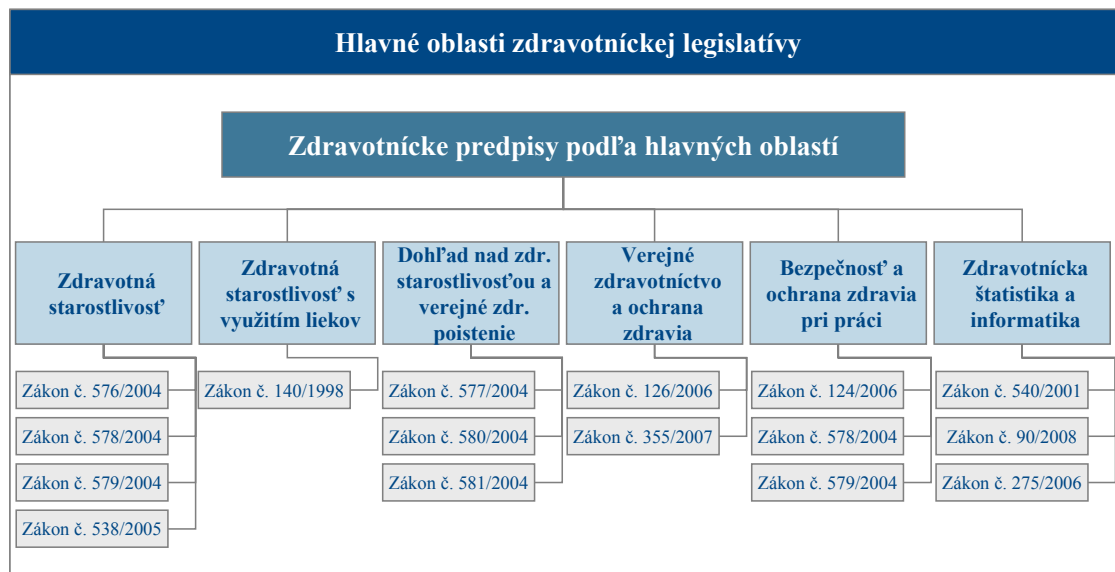 Hlavné oblasti zdravotníckej legislatívy
Zdravotnícke predpisy podľa hlavných oblastí
Zdravotná
starostlivosť
Zdravotná
starostlivosť s
využitím liekov
Dohľad nad zdr.
starostlivosťou a
verejné zdr.
poistenie
Verejné
zdravotníctvo
a ochrana
zdravia
Bezpečnosť a
ochrana zdravia
pri práci
Zdravotnícka
štatistika a
informatika
Zákon č. 576/2004
Zákon č. 578/2004
Zákon č. 579/2004
Zákon č. 538/2005
Zákon č. 140/1998
Zákon č. 577/2004
Zákon č. 580/2004
Zákon č. 581/2004
Zákon č. 126/2006
Zákon č. 355/2007
Zákon č. 124/2006
Zákon č. 578/2004
Zákon č. 579/2004
Zákon č. 540/2001
Zákon č. 90/2008
Zákon č. 275/2006